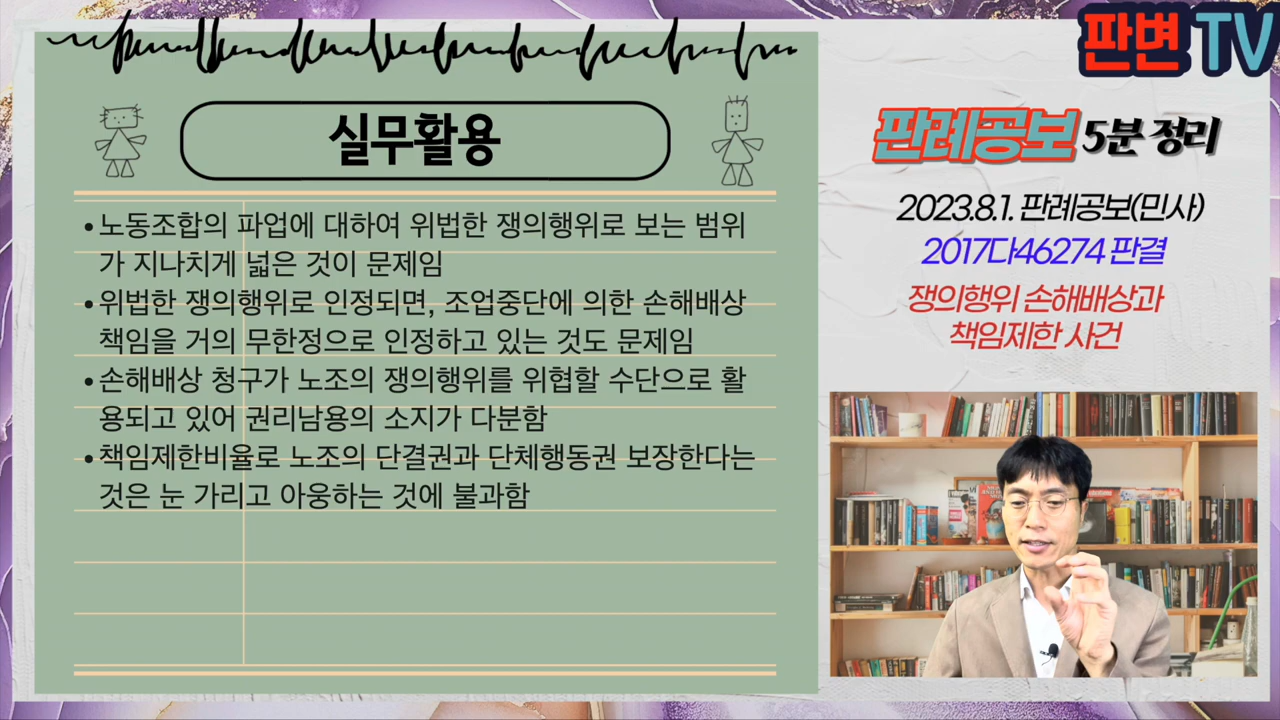 판변 TV
실무활용
• 노동조합의 파업에 대하여 위법한 쟁의행위로 보는 범위
가 지나치게 넓은 것이 문제임
• 위법한 쟁의행위로 인정되면, 조업중단에 의한 손해배상
책임을 거의 무한정으로 인정하고 있는 것도 문제임
• 손해배상 청구가 노조의 쟁의행위를 위협할 수단으로 활
용되고 있어 권리남용의 소지가 다분함
• 책임제한비율로 노조의 단결권과 단체행동권 보장한다는
것은 눈 가리고 아웅하는 것에 불과함
판례공보 5분 정리
2023.8.1. 판례공보(민사)
2017다46274 판결
쟁의행위 손해배상과
책임제한 사건